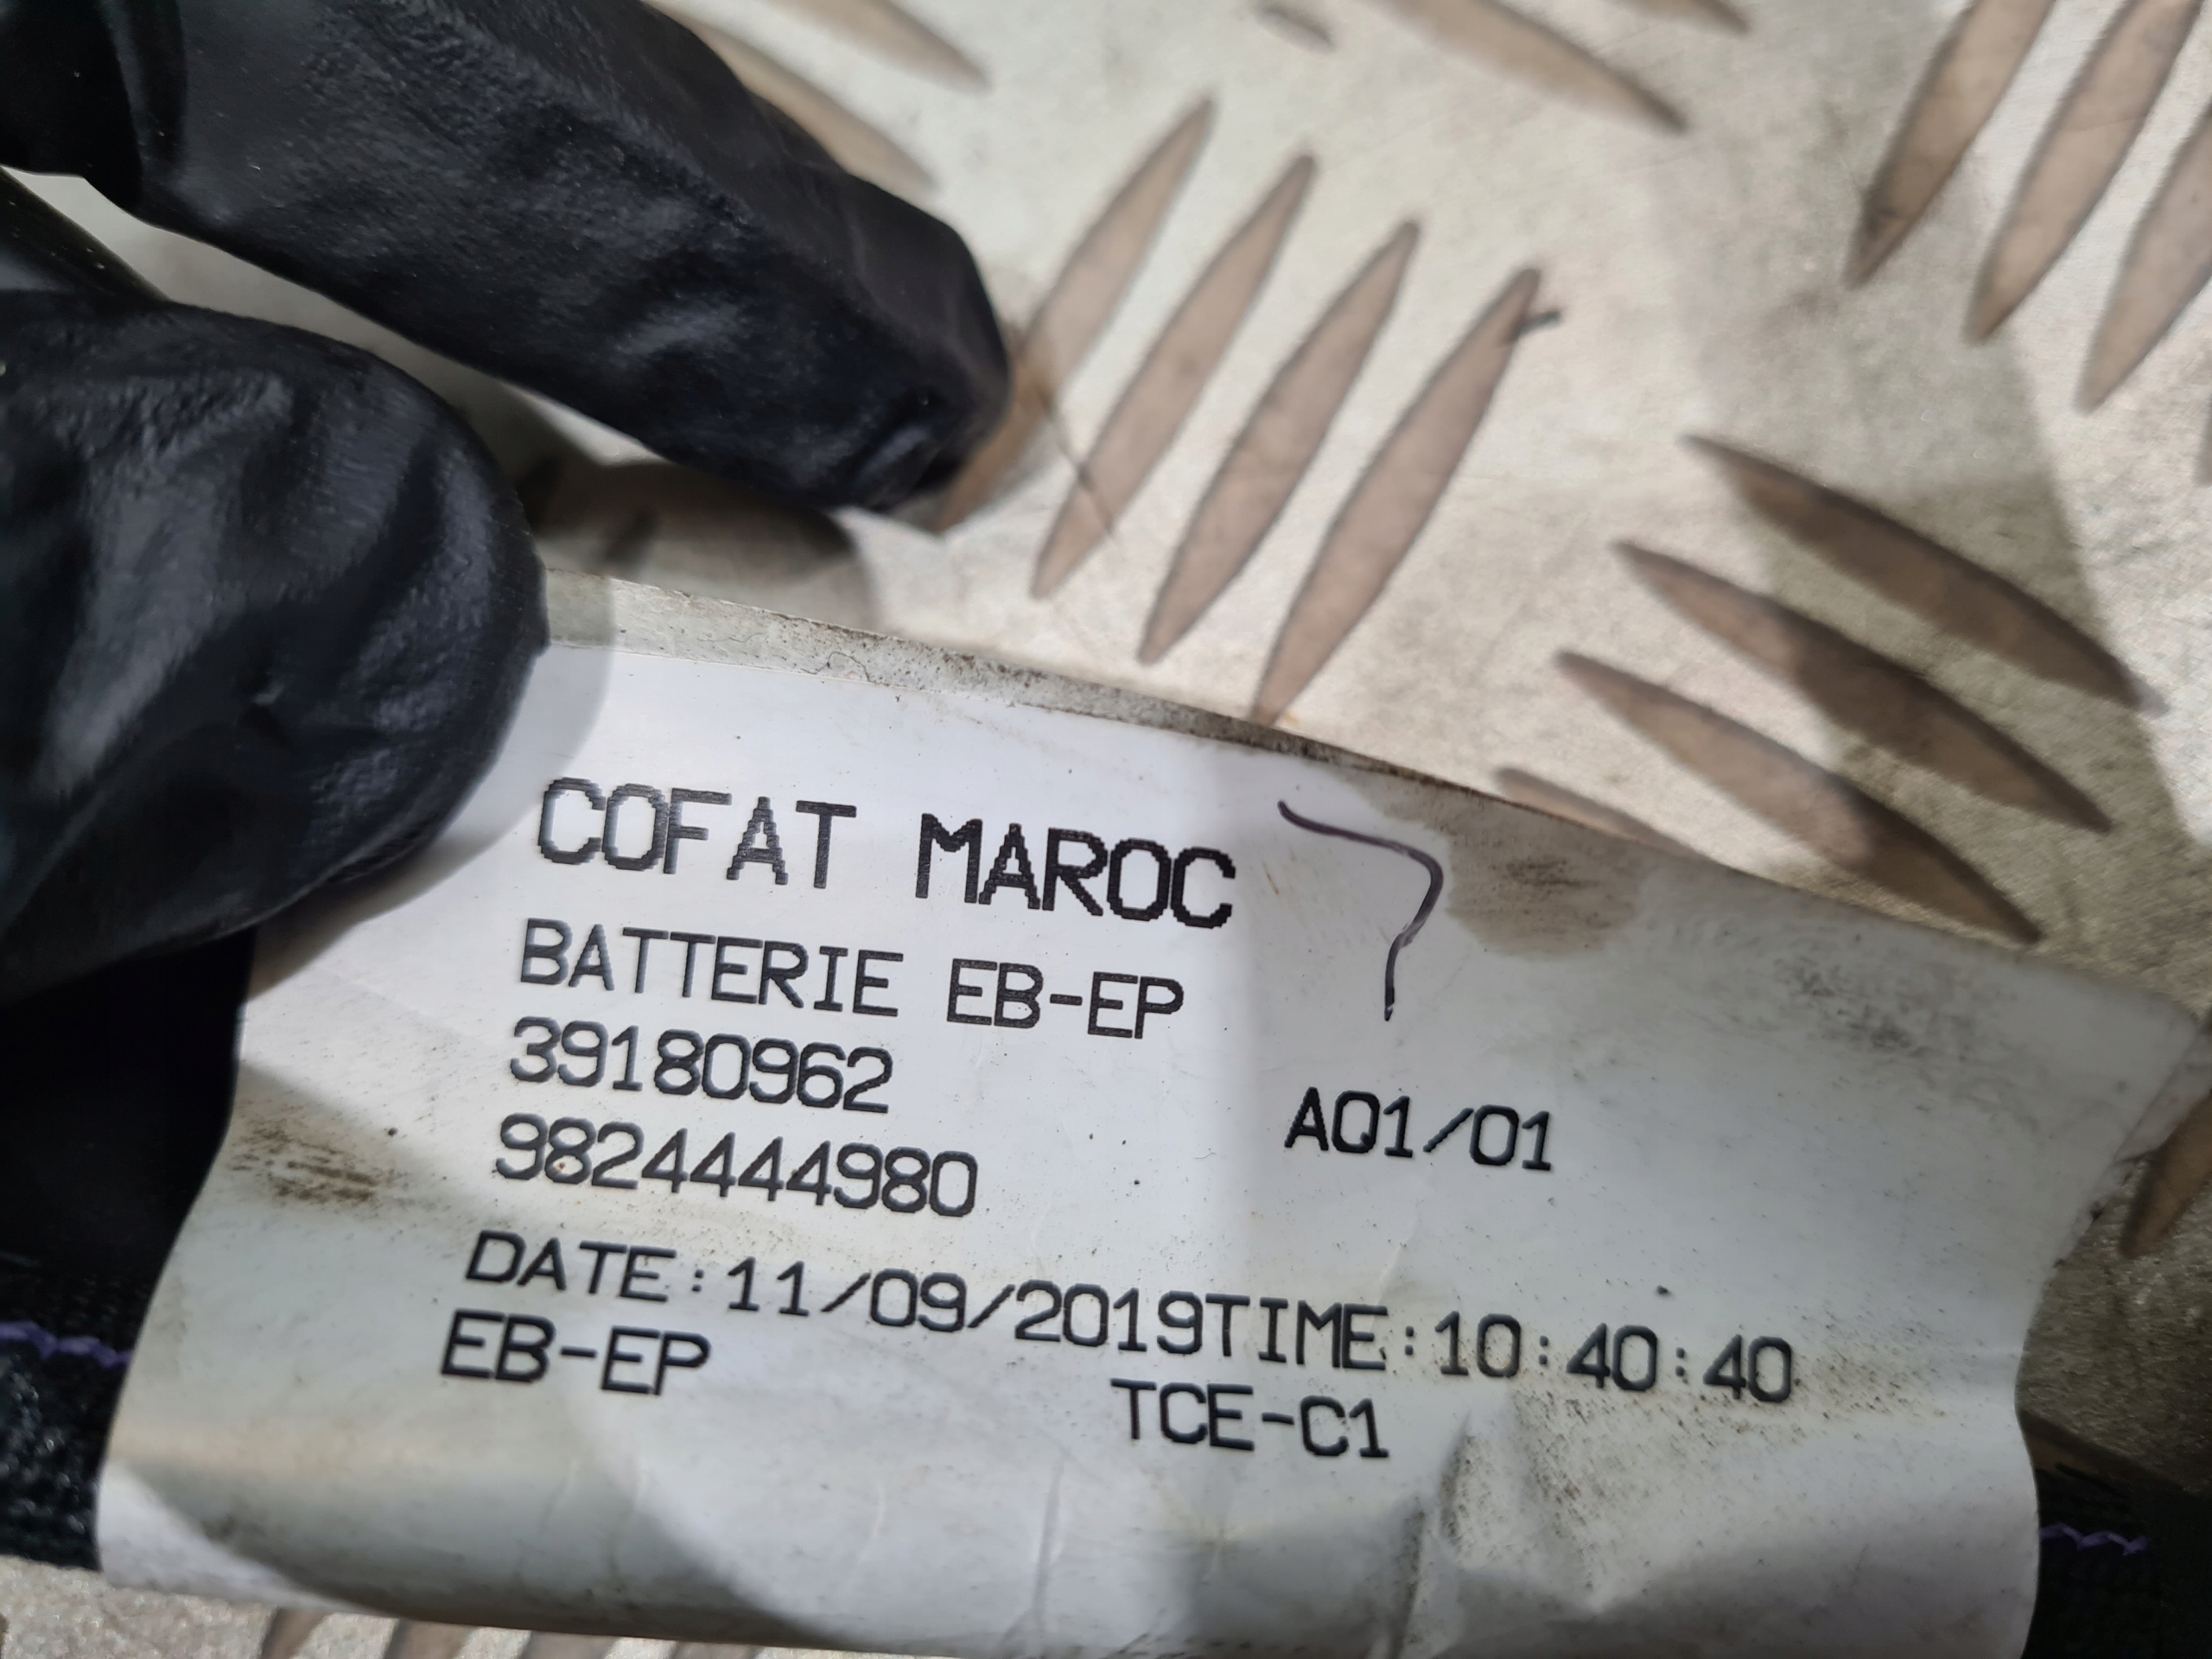 COFAT MAROC
BATTERIE EB-EP
39180962
9824444980 A01/01
DATE:11/09/2019TIME:10:40:40
EB-EP TCE-C1